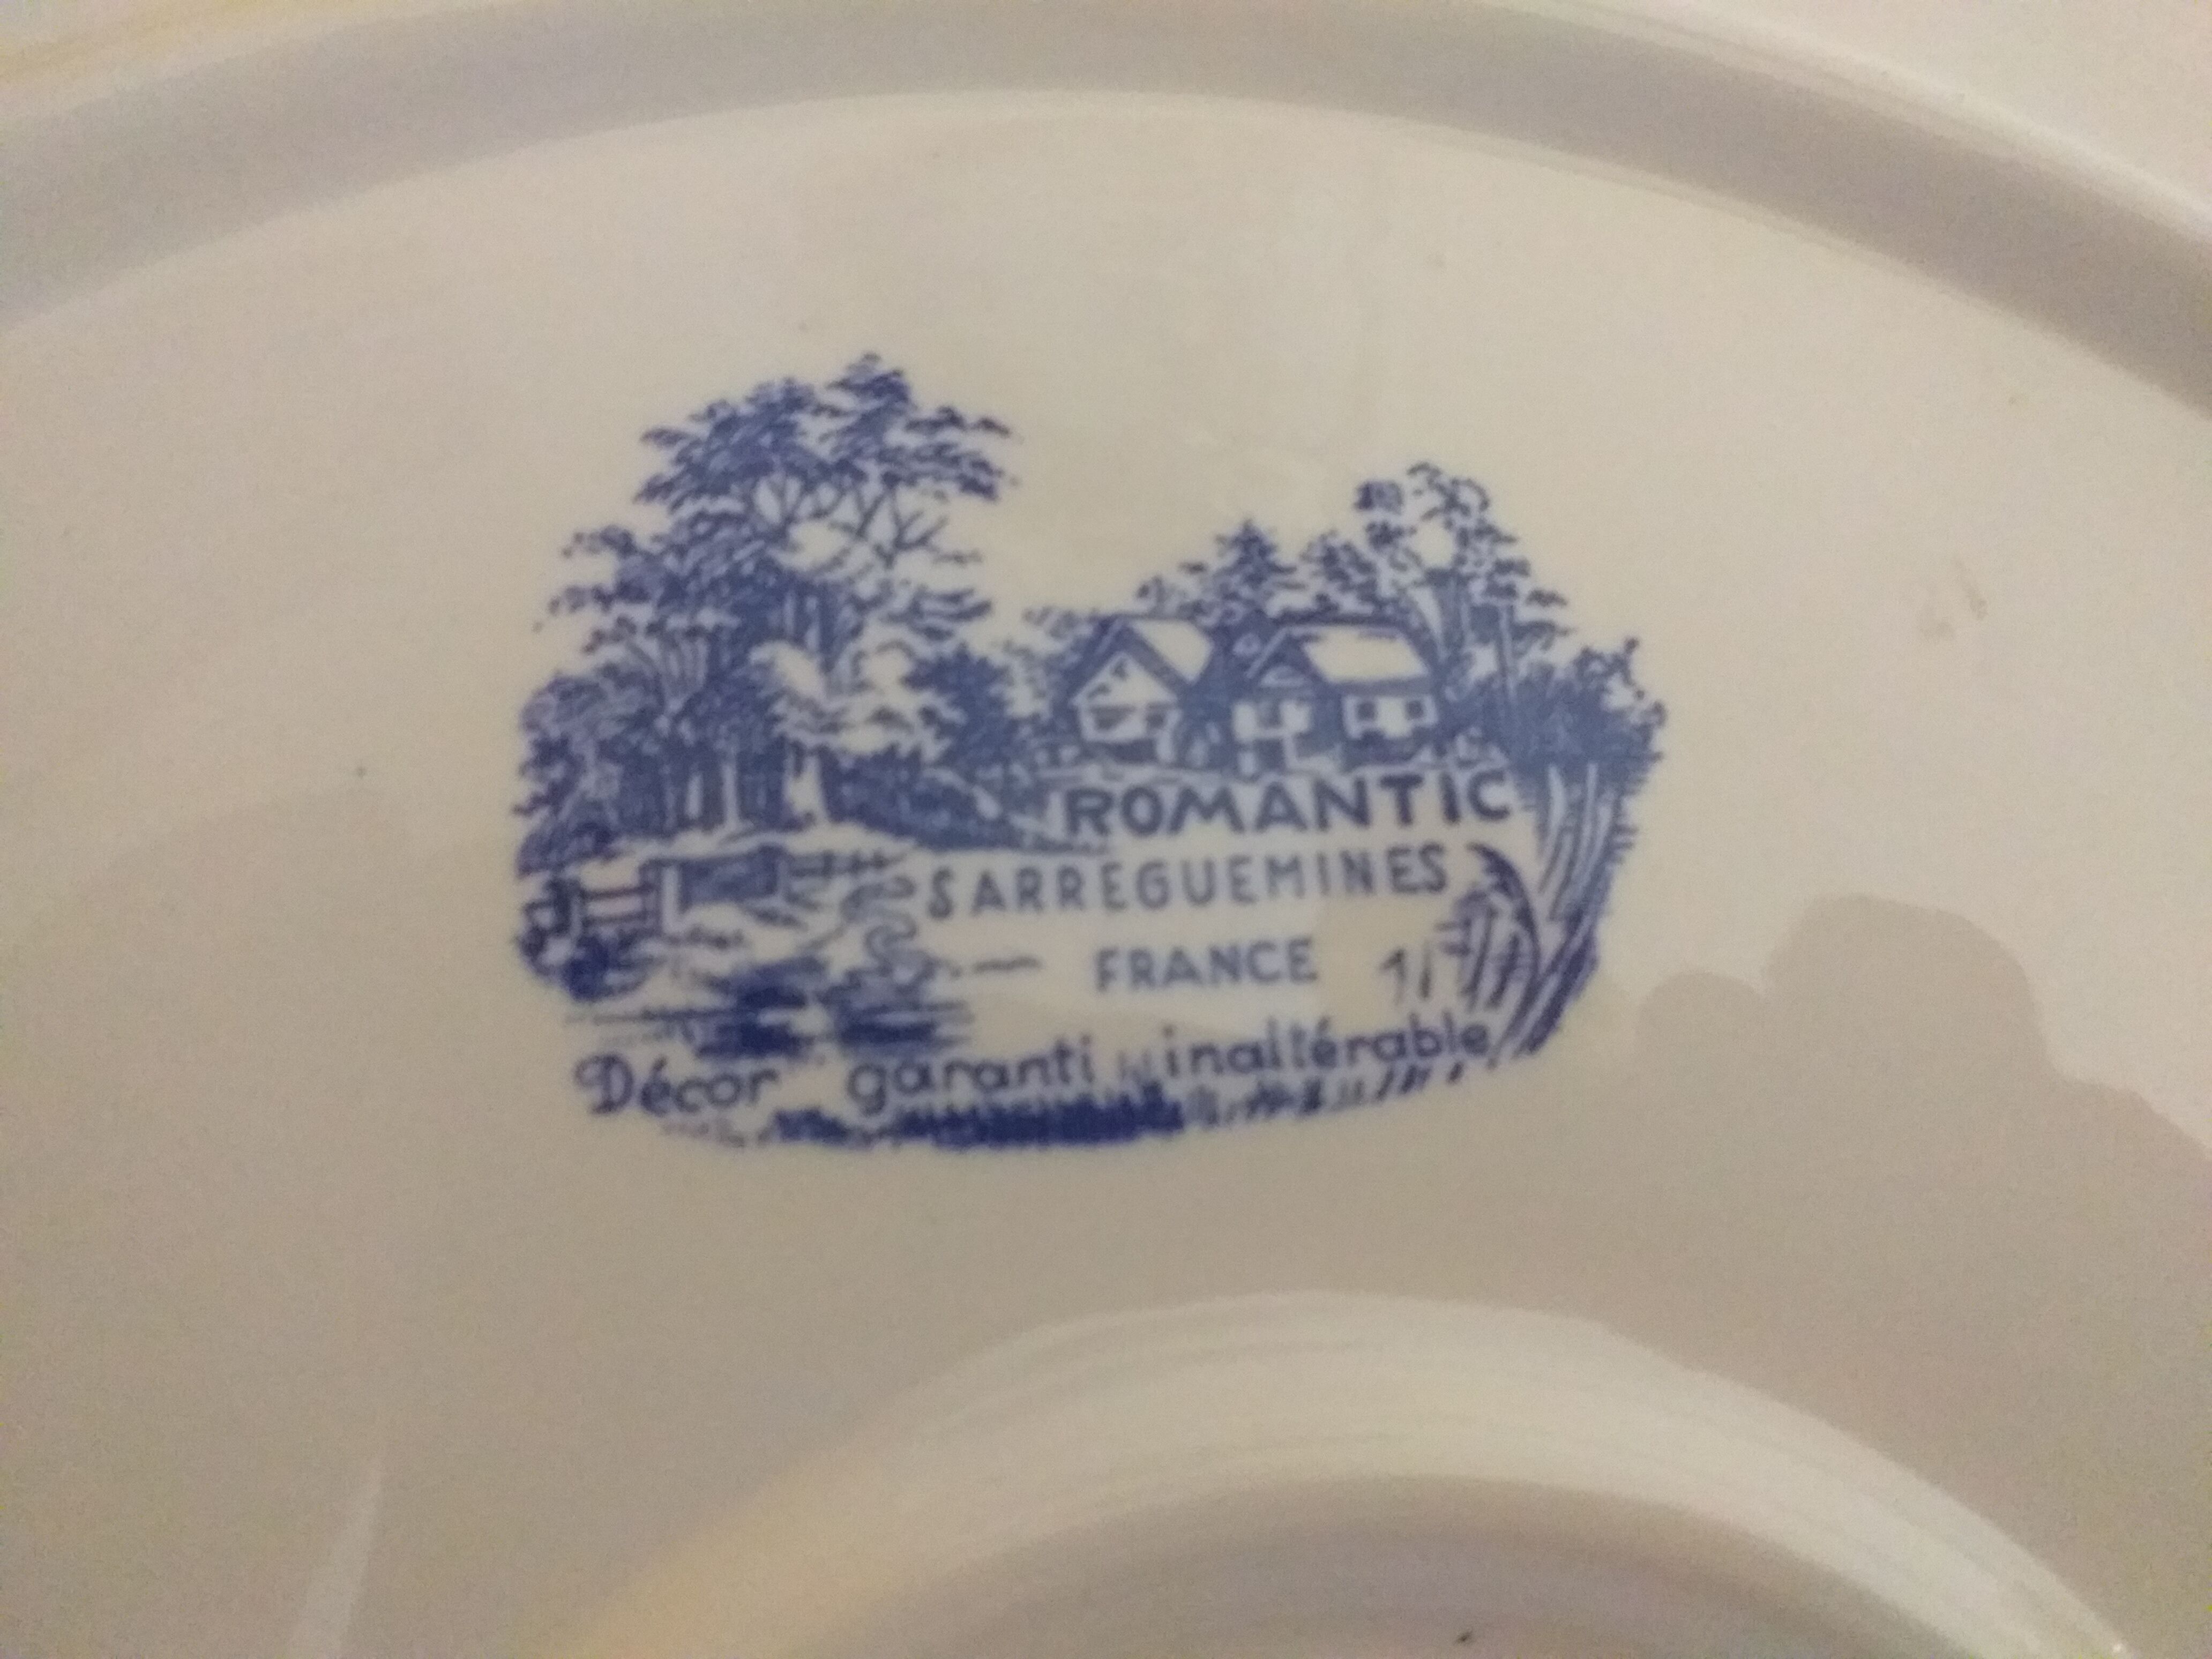 ROMANTIC
SARREGUEMINES
FRANCE
Décor garanti inaltérable